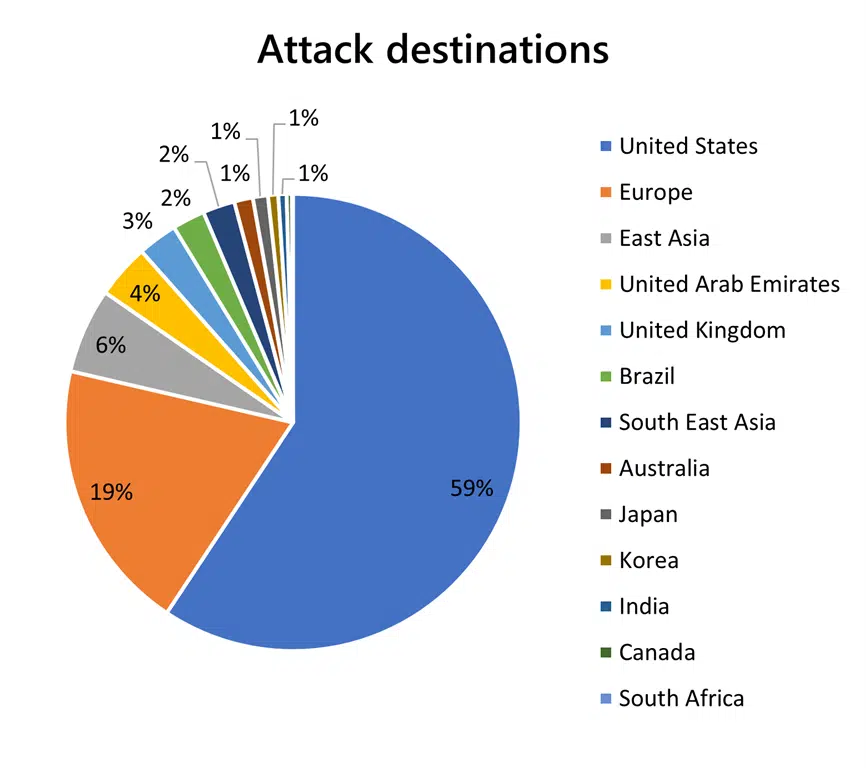 Attack destinations
1%
1%
2%
1%
1%
2%
3%
4%
6%
19%
59%
United States
Europe
East Asia
United Arab Emirates
United Kingdom
Brazil
South East Asia
Australia
Japan
Korea
India
Canada
South Africa